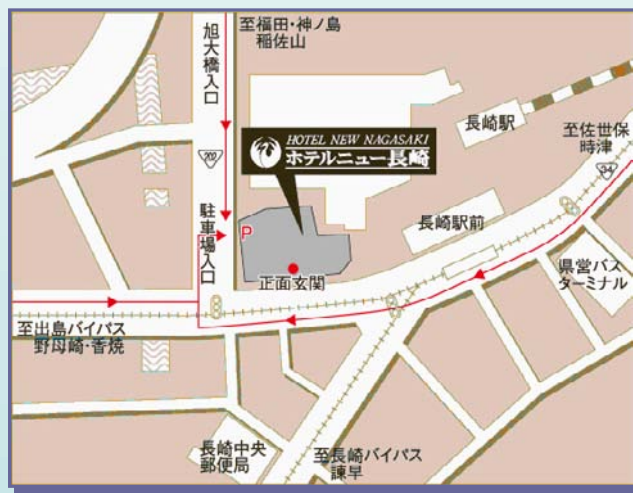 旭大橋入口
至福田・神ノ島
稲佐山
202
HOTEL NEW NAGASAKI
ホテルニュー長崎
長崎駅
至佐世保
時津
34
駐車場入口
P
長崎駅前
正面玄関
県営バス
ターミナル
至出島バイパス
野母崎・香焼
長崎中央
郵便局
至長崎バイパス
諫早